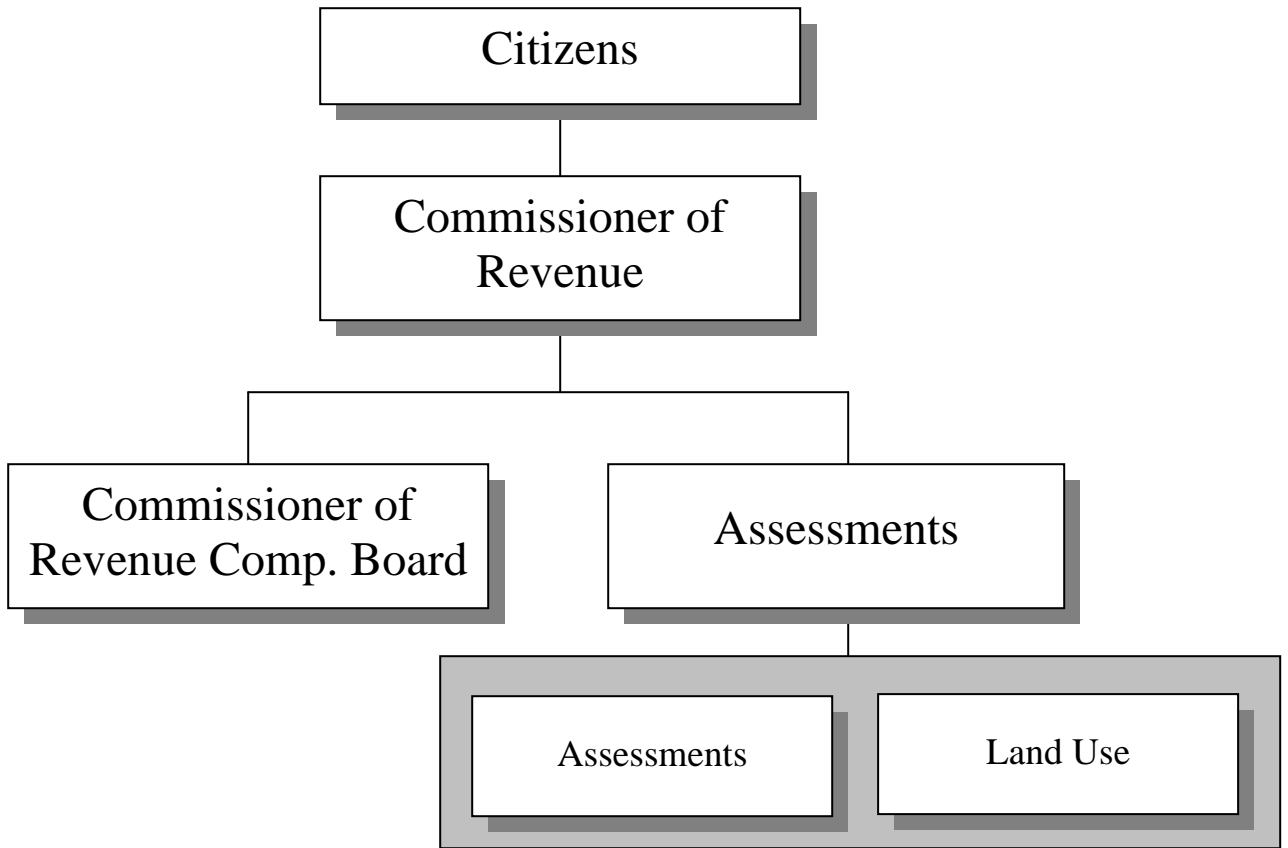 Citizens
Commissioner of
Revenue
Commissioner of
Revenue Comp. Board
Assessments
Assessments
Land Use